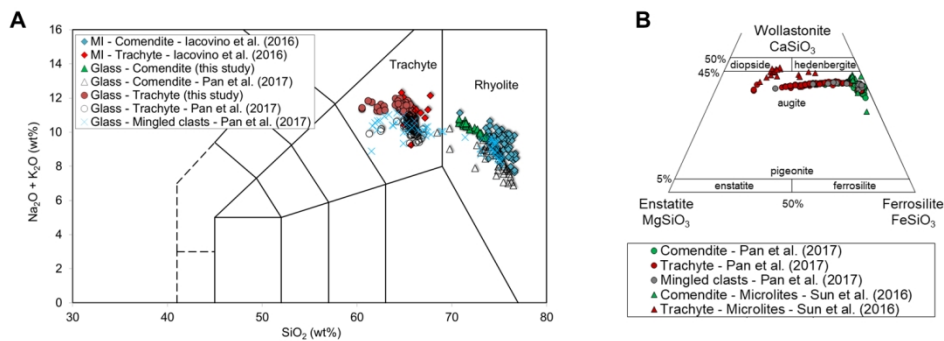 A
16
14
12
10
8
6
4
2
0
Na₂O + K₂O (wt%)
MI - Comendite - Iacovino et al. (2016)
MI - Trachyte - Iacovino et al. (2016)
Glass - Comendite (this study)
Glass - Comendite - Pan et al. (2017)
Glass - Trachyte (this study)
Glass - Trachyte - Pan et al. (2017)
Glass - Mingled clasts - Pan et al. (2017)
Trachyte
Rhyolite
30 40 50 60 70 80
SiO₂ (wt%)
B
Wollastonite
CaSiO₃
50%
45%
diopside
hedenbergite
augite
pigeonite
5%
enstatite
ferrosilite
Enstatite
MgSiO₃
50%
Ferrosilite
FeSiO₃
Comendite - Pan et al. (2017)
Trachyte - Pan et al. (2017)
Mingled clasts - Pan et al. (2017)
Comendite - Microlites - Sun et al. (2016)
Trachyte - Microlites - Sun et al. (2016)